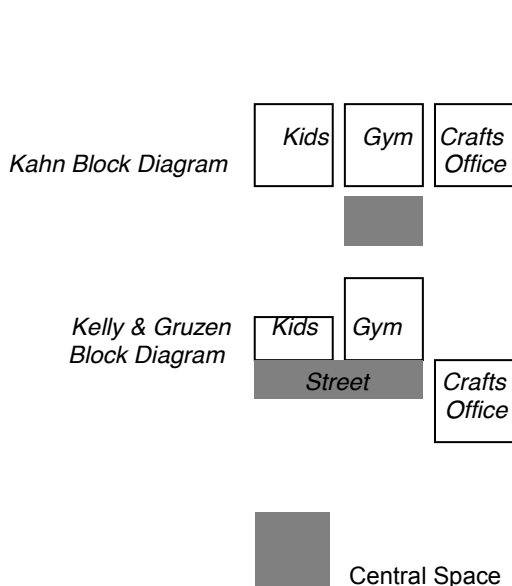 Kahn Block Diagram
Kids
Gym
Crafts
Office
Kelly & Gruzen
Block Diagram
Kids
Gym
Street
Crafts
Office
Central Space